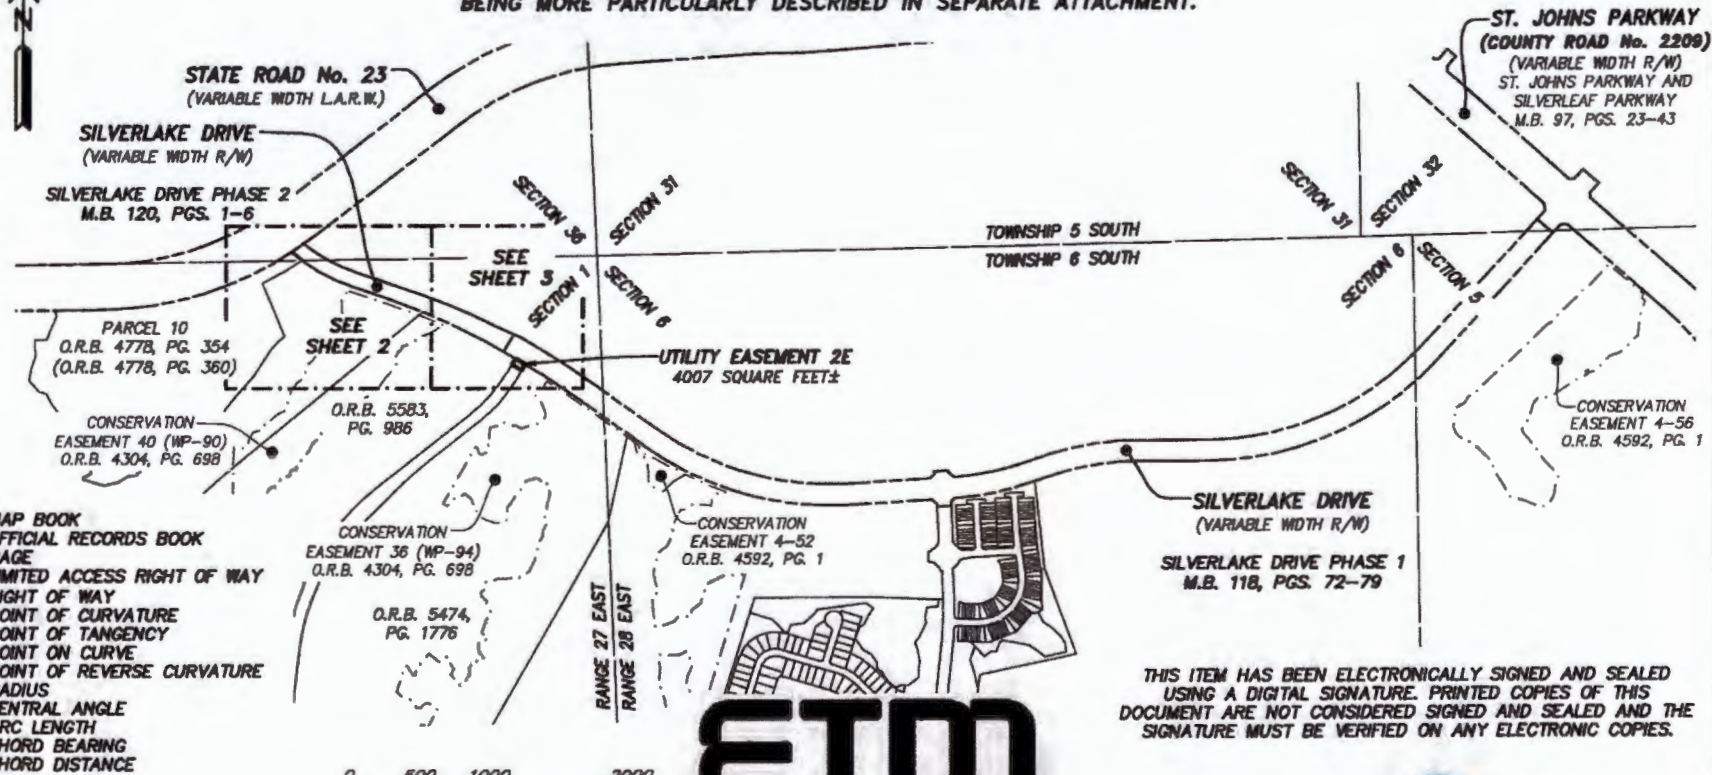 BEING MORE PARTICULARLY DESCRIBED IN SEPARATE ATTACHMENT.
N
STATE ROAD No. 23
(VARIABLE WIDTH L.A.R.W.)
SILVERLAKE DRIVE
(VARIABLE WIDTH R/W)
SILVERLAKE DRIVE PHASE 2
M.B. 120, PGS. 1-6
ST. JOHNS PARKWAY
(COUNTY ROAD No. 2209)
(VARIABLE WIDTH R/W)
ST. JOHNS PARKWAY AND
SILVERLEAF PARKWAY
M.B. 97, PGS. 23-43
SECTION 36
SECTION 31
SECTION 1
SECTION 6
TOWNSHIP 5 SOUTH
TOWNSHIP 6 SOUTH
SECTION 31
SECTION 32
SECTION 6
SECTION 5
SEE
SHEET 3
SEE
SHEET 2
PARCEL 10
O.R.B. 4778, PG. 354
(O.R.B. 4778, PG. 360)
UTILITY EASEMENT 2E
4007 SQUARE FEET±
CONSERVATION
EASEMENT 40 (WP-90)
O.R.B. 4304, PG. 698
O.R.B. 5583,
PG. 986
CONSERVATION
EASEMENT 4-56
O.R.B. 4592, PG. 1
CONSERVATION
EASEMENT 36 (WP-94)
O.R.B. 4304, PG. 698
CONSERVATION
EASEMENT 4-52
O.R.B. 4592, PG. 1
SILVERLAKE DRIVE
(VARIABLE WIDTH R/W)
SILVERLAKE DRIVE PHASE 1
M.B. 118, PGS. 72-79
O.R.B. 5474,
PG. 1776
RANGE 27 EAST
RANGE 28 EAST
AP BOOK
FFICIAL RECORDS BOOK
AGE
IMITED ACCESS RIGHT OF WAY
IGHT OF WAY
OINT OF CURVATURE
OINT OF TANGENCY
OINT ON CURVE
OINT OF REVERSE CURVATURE
ADIUS
ENTRAL ANGLE
RC LENGTH
HORD BEARING
HORD DISTANCE
THIS ITEM HAS BEEN ELECTRONICALLY SIGNED AND SEALED
USING A DIGITAL SIGNATURE. PRINTED COPIES OF THIS
DOCUMENT ARE NOT CONSIDERED SIGNED AND SEALED AND THE
SIGNATURE MUST BE VERIFIED ON ANY ELECTRONIC COPIES.
0 500 1000 2000
ETM